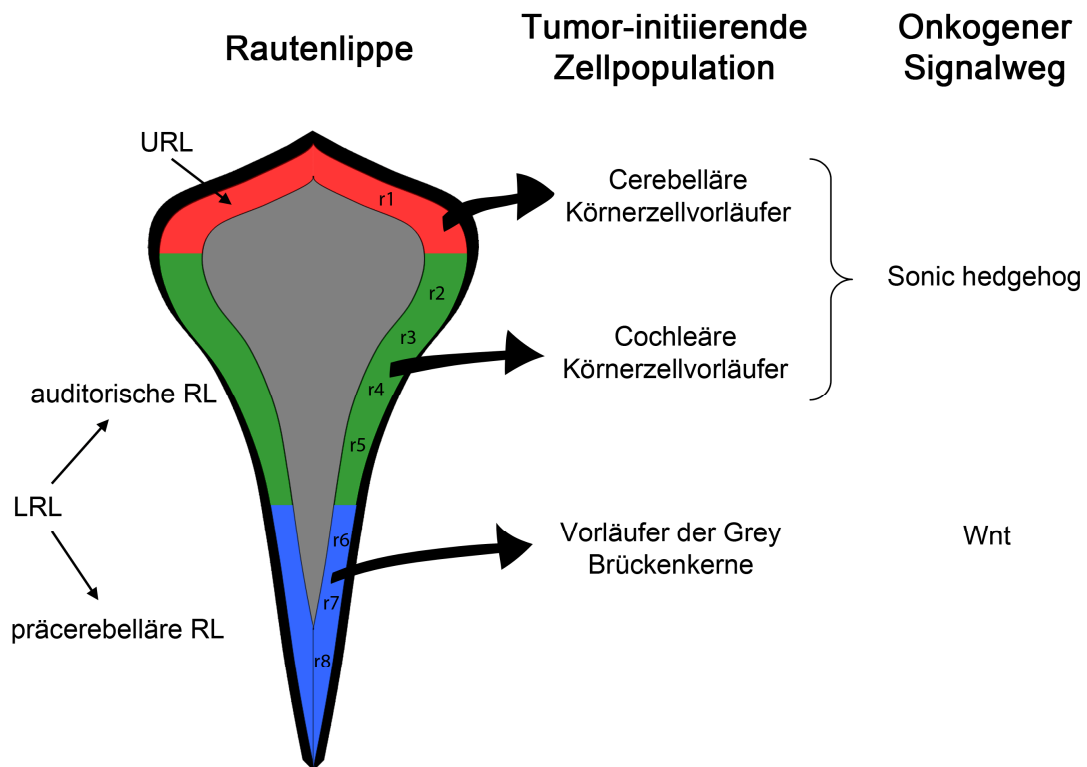 Rautenlippe
Tumor-initiierende
Zellpopulation
Onkogener
Signalweg
URL
r1
Cerebelläre
Körnerzellvorläufer
Sonic hedgehog
r2
r3
Cochleäre
Körnerzellvorläufer
r4
auditorische RL
r5
LRL
r6
Vorläufer der Grey
Brückenkerne
Wnt
r7
präcerebelläre RL
r8